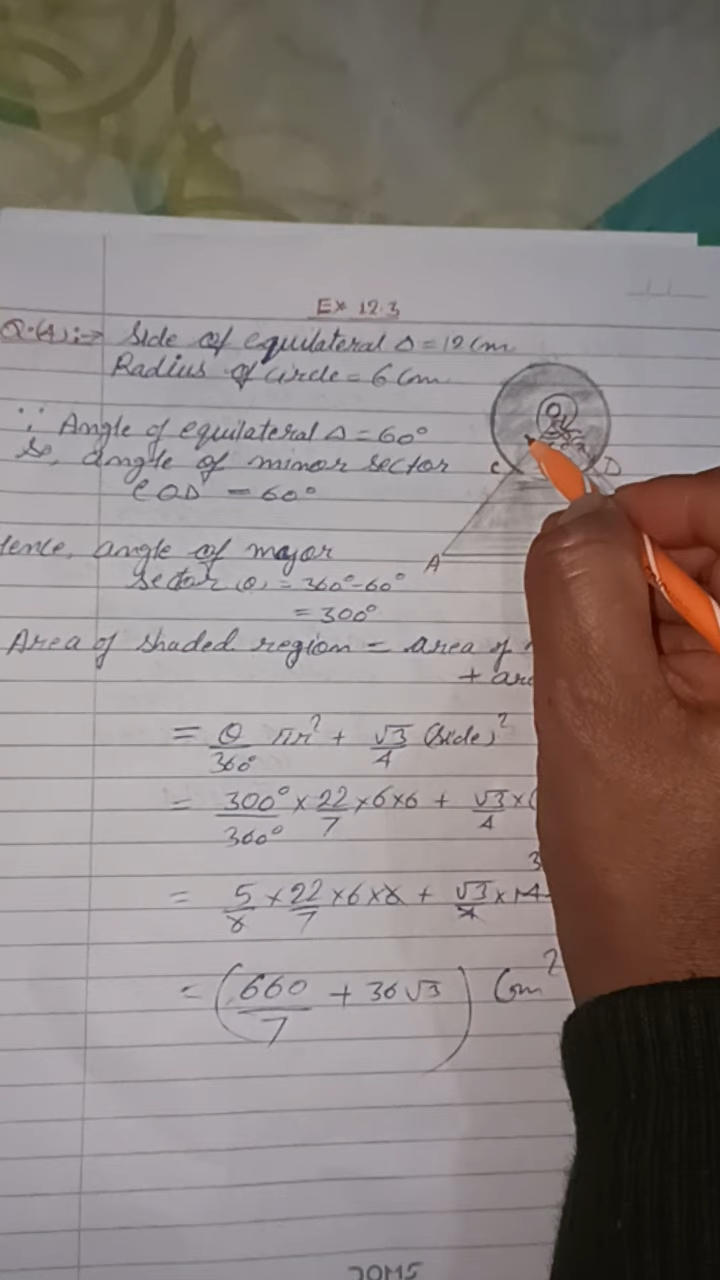 Ex 12.3
Q.(4):→ Side of equilateral Δ = 12 Cm
Radius of circle = 6 Cm
∵ Angle of equilateral Δ = 60°
So, angle of minor sector
COD = 60°
Hence, angle of major
sector (θ) = 360° - 60°
= 300°
Area of shaded region = area of
+ are
= θ/360° πr² + √3/4 (side)²
= 300°/360° × 22/7 × 6×6 + √3/4 × (
3
= 5/6 × 22/7 × 6×6 + √3/4 × 14
= (660/7 + 36√3) Cm²
O
C
D
A